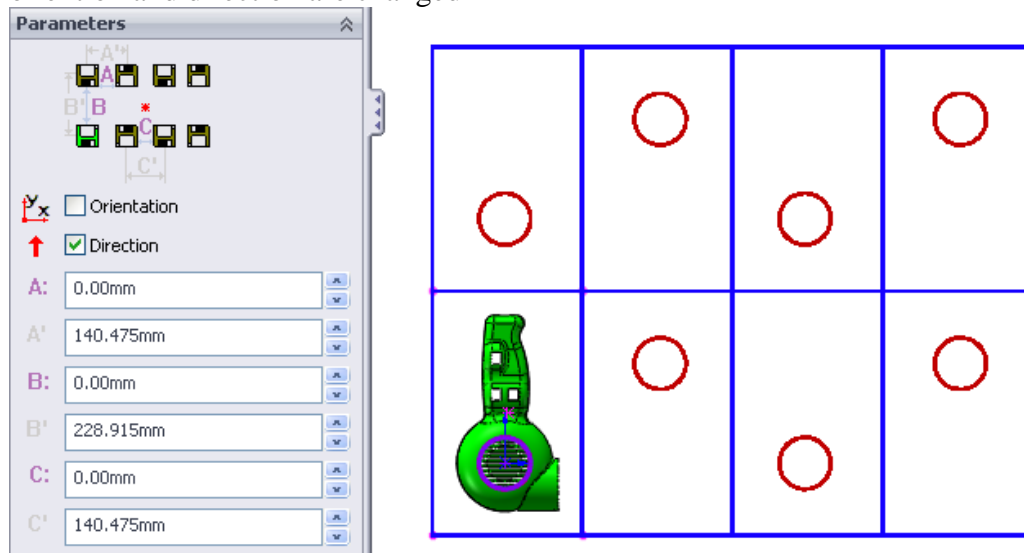 Parameters
A'
A
B' B
C
C'
Y
X
Orientation
Direction
A: 0.00mm
A' 140.475mm
B: 0.00mm
B' 228.915mm
C: 0.00mm
C' 140.475mm